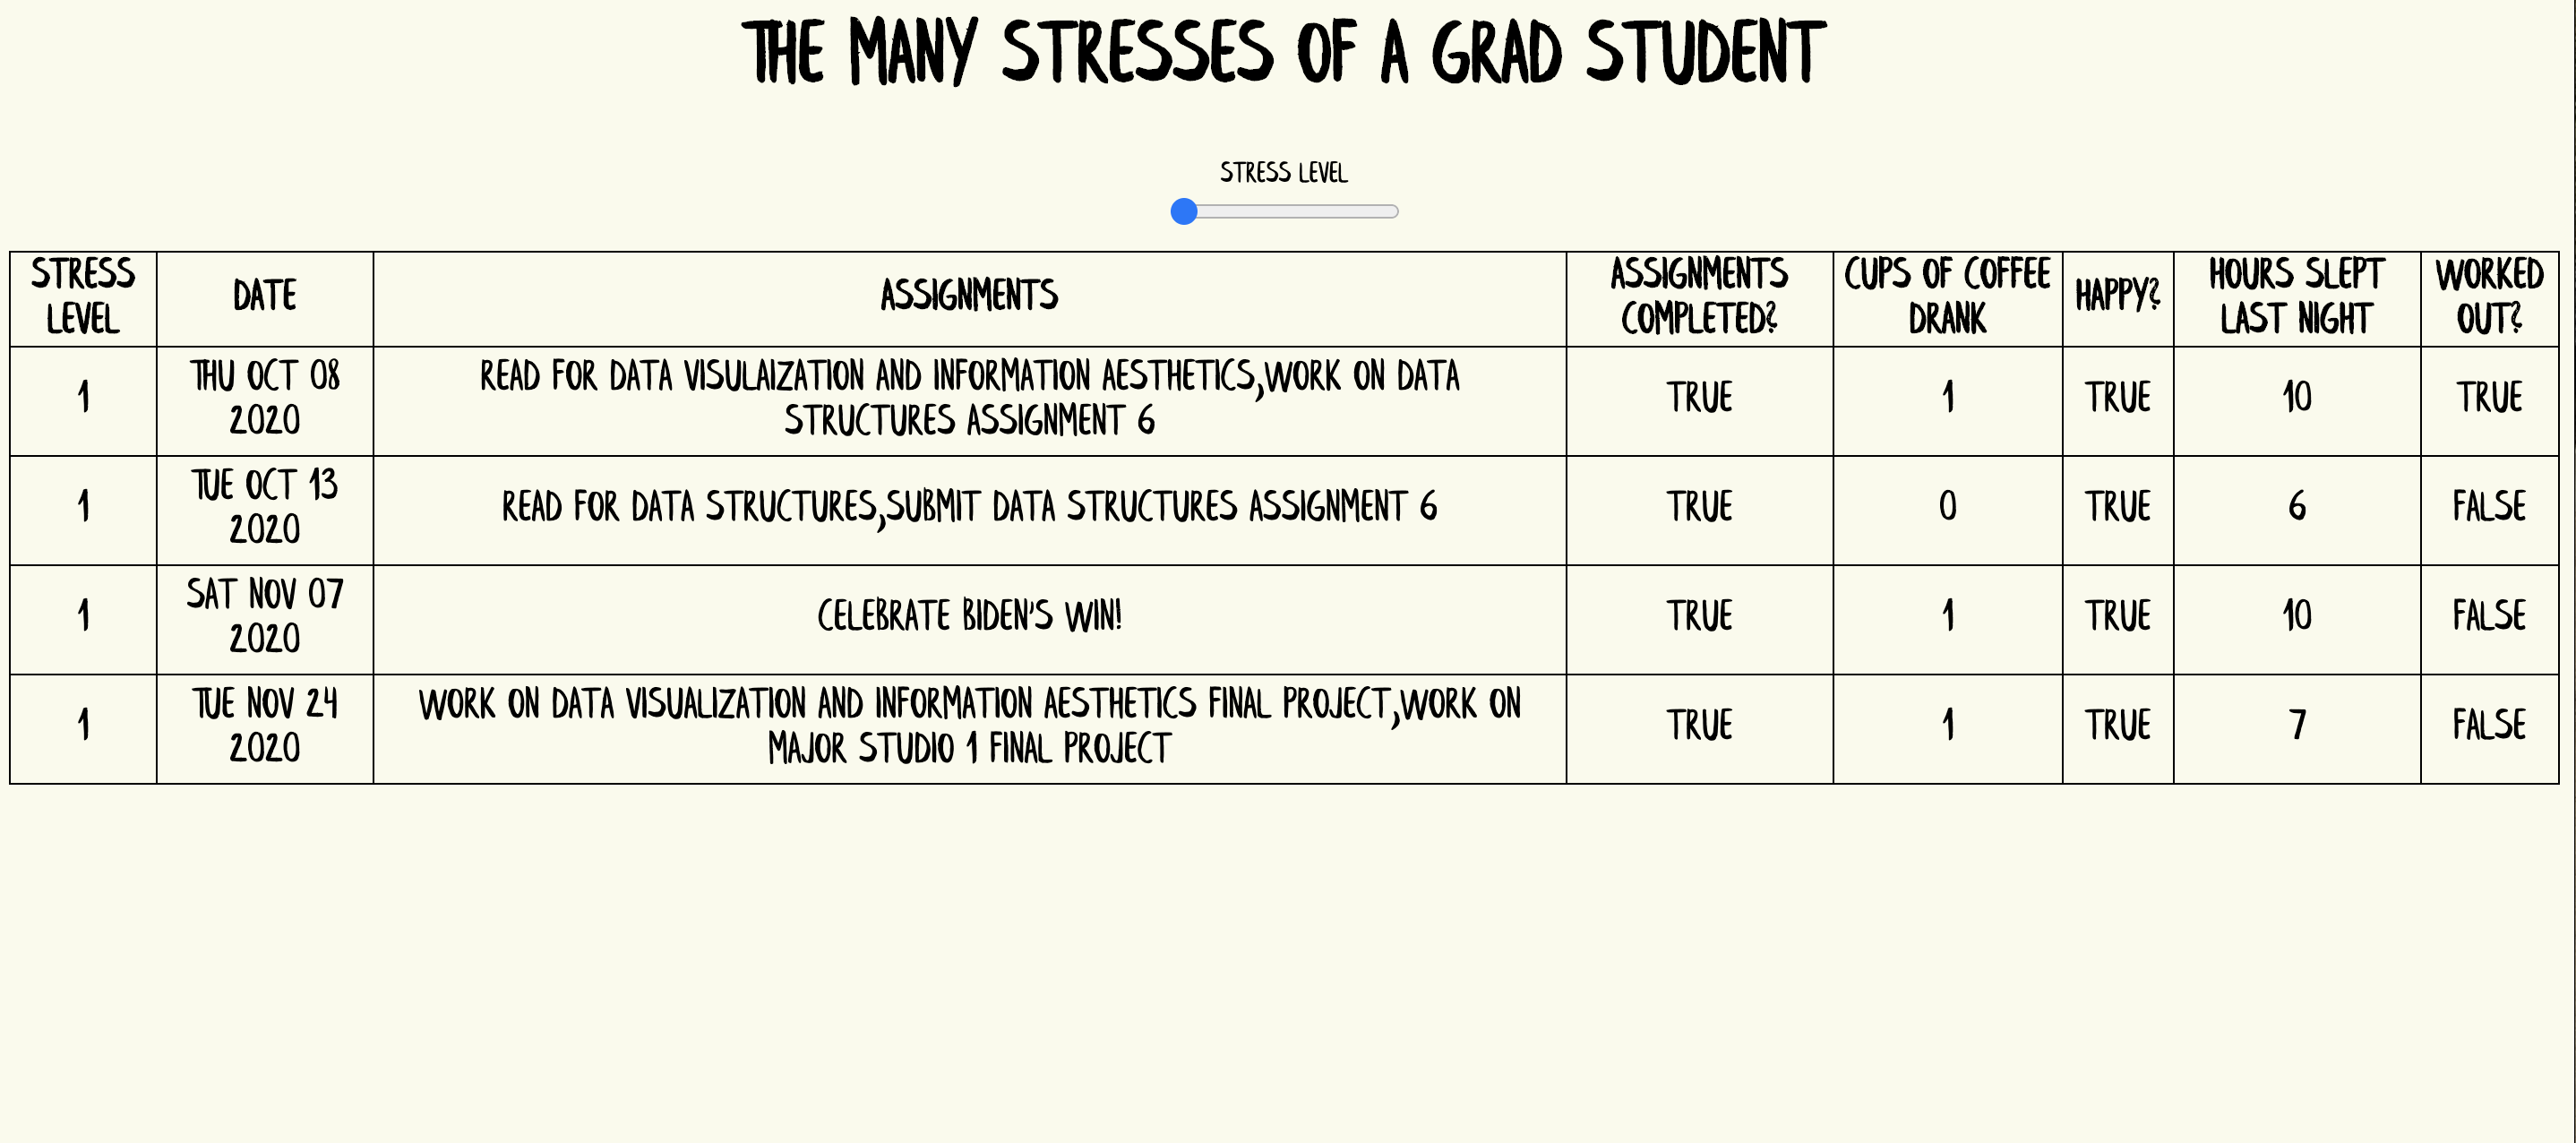 THE MANY STRESSES OF A GRAD STUDENT
STRESS LEVEL
STRESS LEVEL DATE ASSIGNMENTS ASSIGNMENTS COMPLETED? CUPS OF COFFEE DRANK HAPPY? HOURS SLEPT LAST NIGHT WORKED OUT?
1 THU OCT 08 2020 READ FOR DATA VISULAIZATION AND INFORMATION AESTHETICS,WORK ON DATA STRUCTURES ASSIGNMENT 6 TRUE 1 TRUE 10 TRUE
1 TUE OCT 13 2020 READ FOR DATA STRUCTURES,SUBMIT DATA STRUCTURES ASSIGNMENT 6 TRUE 0 TRUE 6 FALSE
1 SAT NOV 07 2020 CELEBRATE BIDEN'S WIN! TRUE 1 TRUE 10 FALSE
1 TUE NOV 24 2020 WORK ON DATA VISUALIZATION AND INFORMATION AESTHETICS FINAL PROJECT,WORK ON MAJOR STUDIO 1 FINAL PROJECT TRUE 1 TRUE 7 FALSE